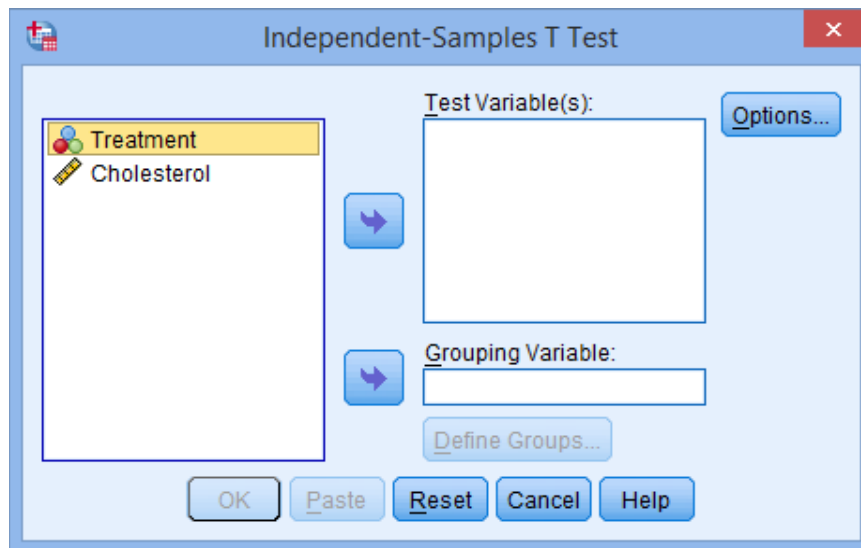 Independent-Samples T Test
Test Variable(s):
Options...
Treatment
Cholesterol
Grouping Variable:
Define Groups...
OK Paste Reset Cancel Help